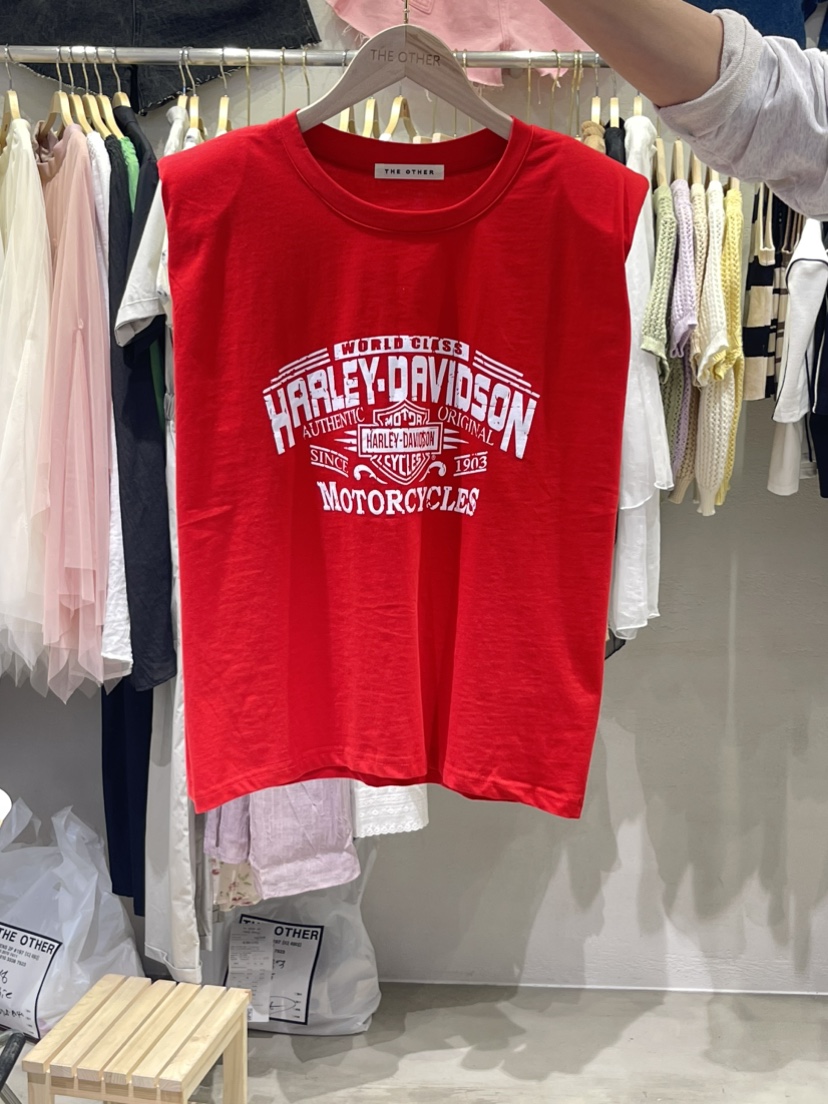 THE OTHER
THE OTHER
WORLD CLASS
HARLEY-DAVIDSON
AUTHENTIC ORIGINAL
MOTOR
HARLEY-DAVIDSON
CYCLES
SINCE 1903
MOTORCYCLES
THE OTHER
THE OTHER